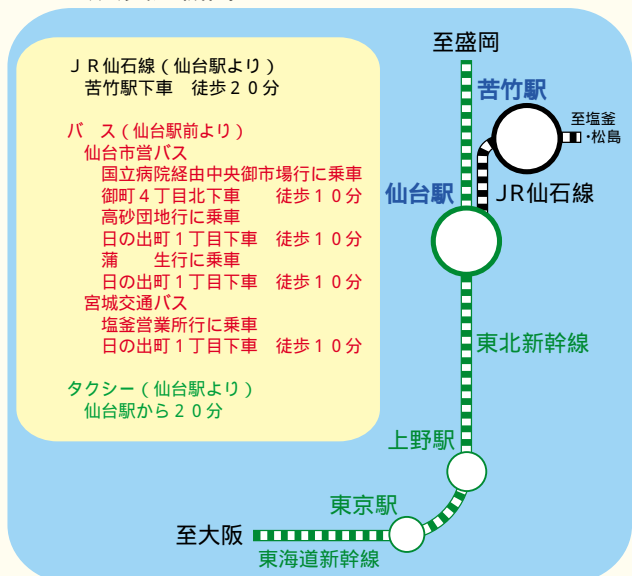 ＪＲ仙石線（仙台駅より）
苦竹駅下車　徒歩２０分
バ　ス（仙台駅前より）
仙台市営バス
国立病院経由中央御市場行に乗車
御町４丁目北下車　　徒歩１０分
高砂団地行に乗車
日の出町１丁目下車　徒歩１０分
蒲　　生行に乗車
日の出町１丁目下車　徒歩１０分
宮城交通バス
塩釜営業所行に乗車
日の出町１丁目下車　徒歩１０分
タクシー（仙台駅より）
仙台駅から２０分
至盛岡
苦竹駅
至塩釜
・松島
仙台駅
JR仙石線
東北新幹線
上野駅
東京駅
至大阪
東海道新幹線